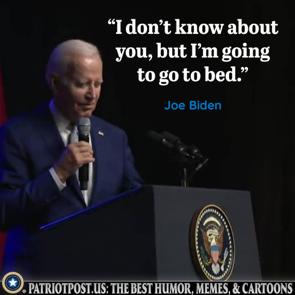 “I don’t know about
you, but I’m going
to go to bed.”
Joe Biden
PATRIOTPOST.US: THE BEST HUMOR, MEMES, & CARTOONS